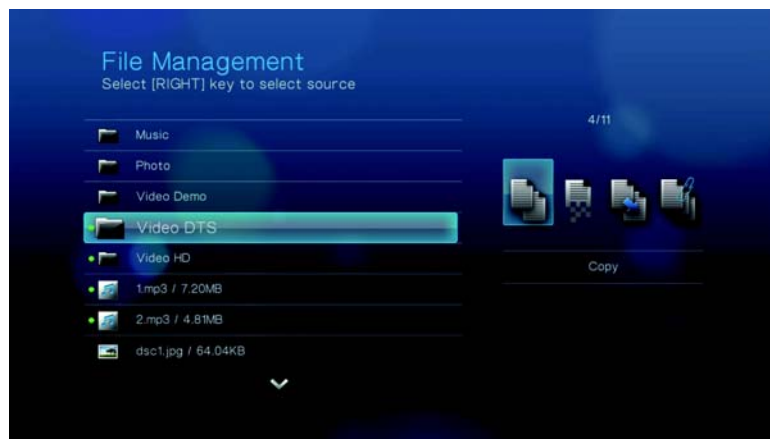 File Management
Select [RIGHT] key to select source
4/11
Music
Photo
Video Demo
Video DTS
Video HD
Copy
1.mp3 / 7.20MB
2.mp3 / 4.81MB
dsc1.jpg / 64.04KB